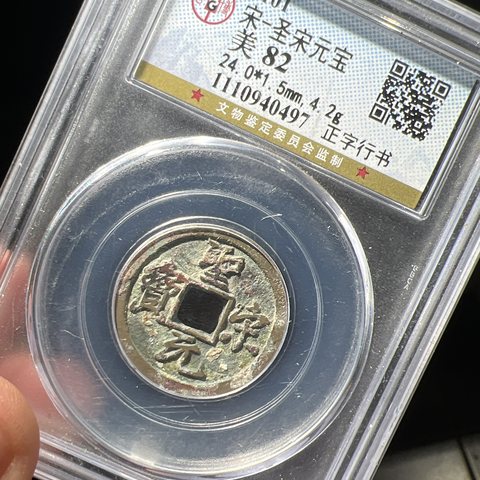 宋-圣宋元宝
美 82
24.0*1.5mm, 4.2g
1110940497 正字行书
★ 文物鉴定委员会监制 ★
聖宋元寶